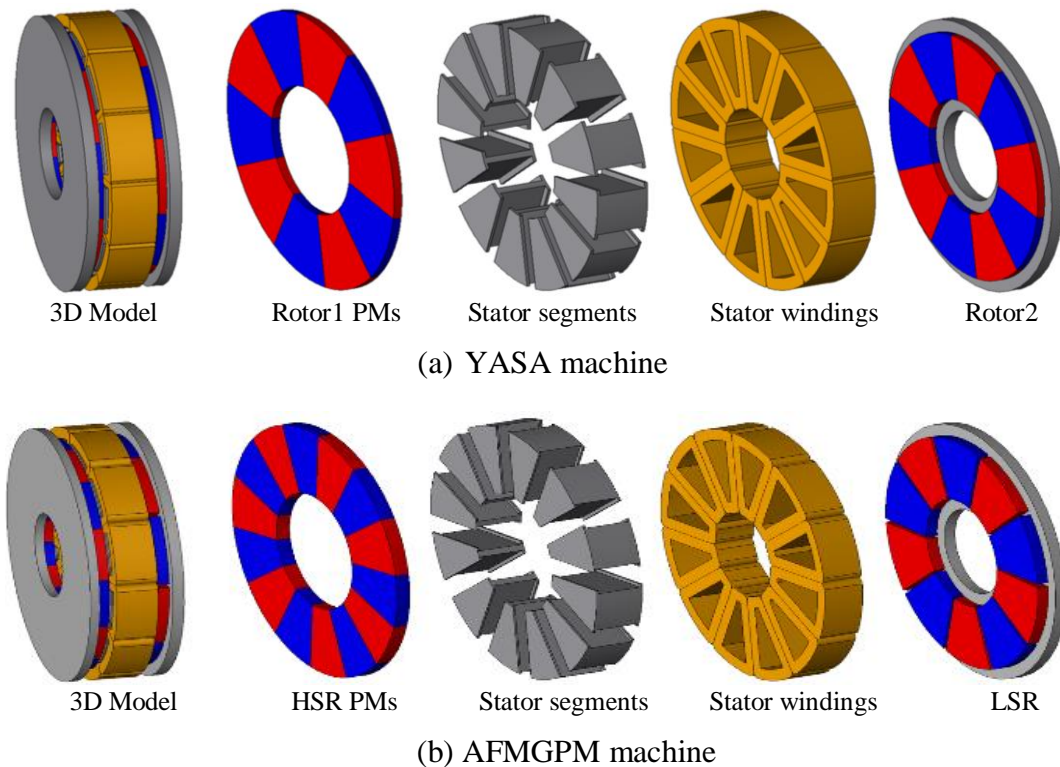 3D Model Rotor1 PMs Stator segments Stator windings Rotor2
(a) YASA machine
3D Model HSR PMs Stator segments Stator windings LSR
(b) AFMGPM machine